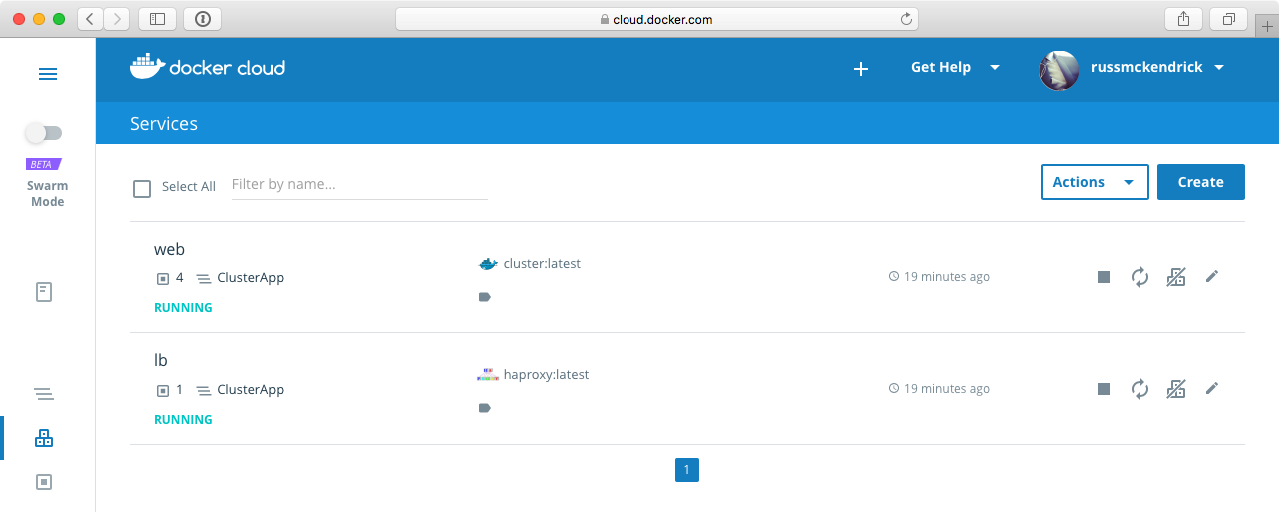 cloud.docker.com
docker cloud
Get Help
russmckendrick
Services
BETA
Swarm
Mode
Select All
Filter by name...
Actions
Create
web
4 ClusterApp
RUNNING
cluster:latest
19 minutes ago
lb
1 ClusterApp
RUNNING
haproxy:latest
19 minutes ago
1